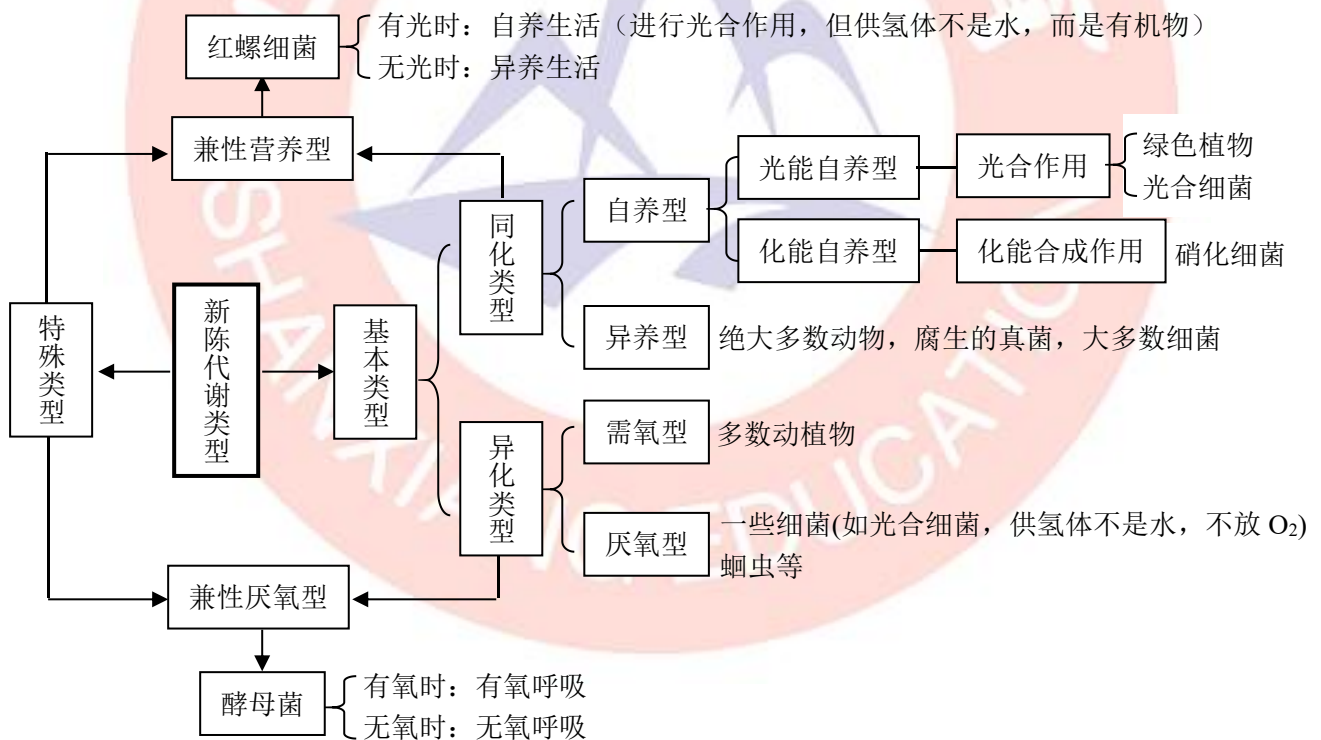 红螺细菌
有光时：自养生活（进行光合作用，但供氢体不是水，而是有机物）
无光时：异养生活
兼性营养型
同化类型
自养型
光能自养型
光合作用
绿色植物
光合细菌
化能自养型
化能合成作用
硝化细菌
异养型
绝大多数动物，腐生的真菌，大多数细菌
特殊类型
新陈代谢类型
基本类型
异化类型
需氧型
多数动植物
厌氧型
一些细菌(如光合细菌，供氢体不是水，不放 O₂)
蛔虫等
兼性厌氧型
酵母菌
有氧时：有氧呼吸
无氧时：无氧呼吸
SHANXIANG EDUCATION